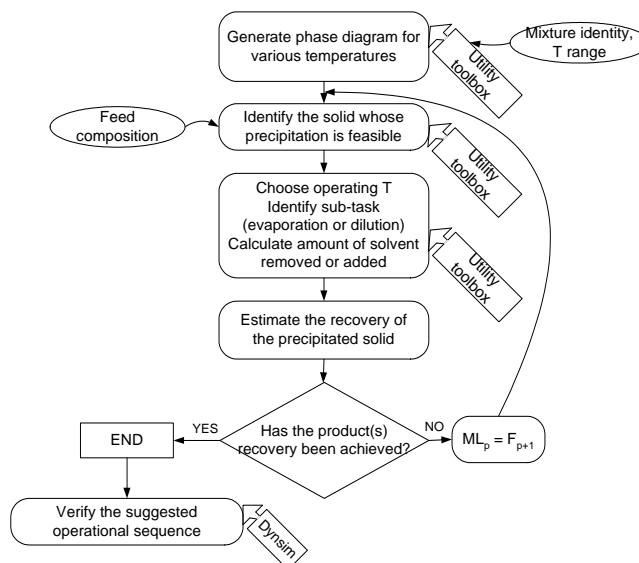 Generate phase diagram for
various temperatures
Mixture identity,
T range
Utility
toolbox
Feed
composition
Identify the solid whose
precipitation is feasible
Utility
toolbox
Choose operating T
Identify sub-task
(evaporation or dilution)
Calculate amount of solvent
removed or added
Utility
toolbox
Estimate the recovery of
the precipitated solid
Has the product(s)
recovery been achieved?
YES
NO
END
ML_p = F_{p+1}
Verify the suggested
operational sequence
Dynsim